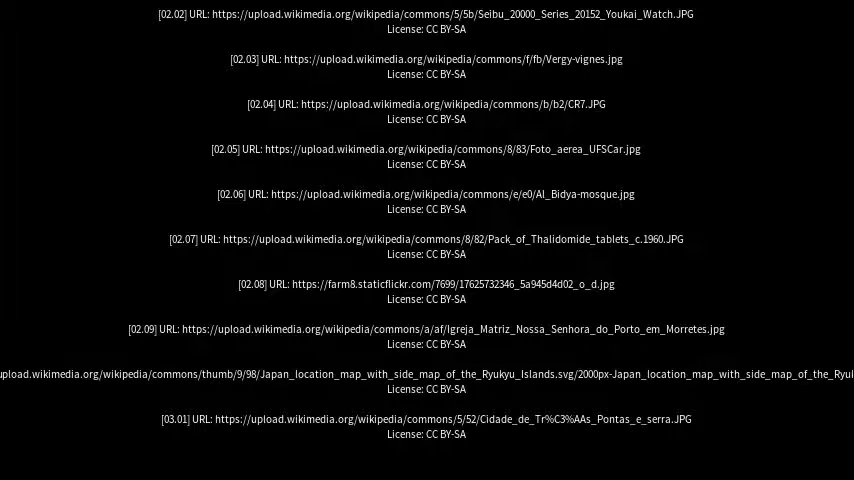 [02.02] URL: https://upload.wikimedia.org/wikipedia/commons/5/5b/Seibu_20000_Series_20152_Youkai_Watch.JPG
License: CC BY-SA
[02.03] URL: https://upload.wikimedia.org/wikipedia/commons/f/fb/Vergy-vignes.jpg
License: CC BY-SA
[02.04] URL: https://upload.wikimedia.org/wikipedia/commons/b/b2/CR7.JPG
License: CC BY-SA
[02.05] URL: https://upload.wikimedia.org/wikipedia/commons/8/83/Foto_aerea_UFSCar.jpg
License: CC BY-SA
[02.06] URL: https://upload.wikimedia.org/wikipedia/commons/e/e0/Al_Bidya-mosque.jpg
License: CC BY-SA
[02.07] URL: https://upload.wikimedia.org/wikipedia/commons/8/82/Pack_of_Thalidomide_tablets_c.1960.JPG
License: CC BY-SA
[02.08] URL: https://farm8.staticflickr.com/7699/17625732346_5a945d4d02_o_d.jpg
License: CC BY-SA
[02.09] URL: https://upload.wikimedia.org/wikipedia/commons/a/af/Igreja_Matriz_Nossa_Senhora_do_Porto_em_Morretes.jpg
License: CC BY-SA
upload.wikimedia.org/wikipedia/commons/thumb/9/98/Japan_location_map_with_side_map_of_the_Ryukyu_Islands.svg/2000px-Japan_location_map_with_side_map_of_the_Ryul
License: CC BY-SA
[03.01] URL: https://upload.wikimedia.org/wikipedia/commons/5/52/Cidade_de_Tr%C3%AAs_Pontas_e_serra.JPG
License: CC BY-SA